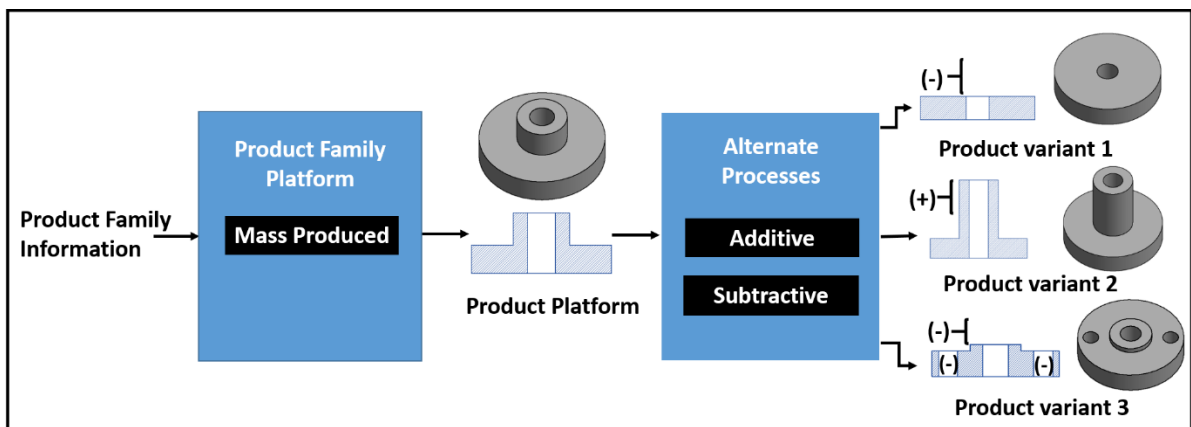 Product Family
Information
Product Family
Platform
Mass Produced
Product Platform
Alternate
Processes
Additive
Subtractive
(-)
Product variant 1
(+)
Product variant 2
(-)
(-)
(-)
Product variant 3